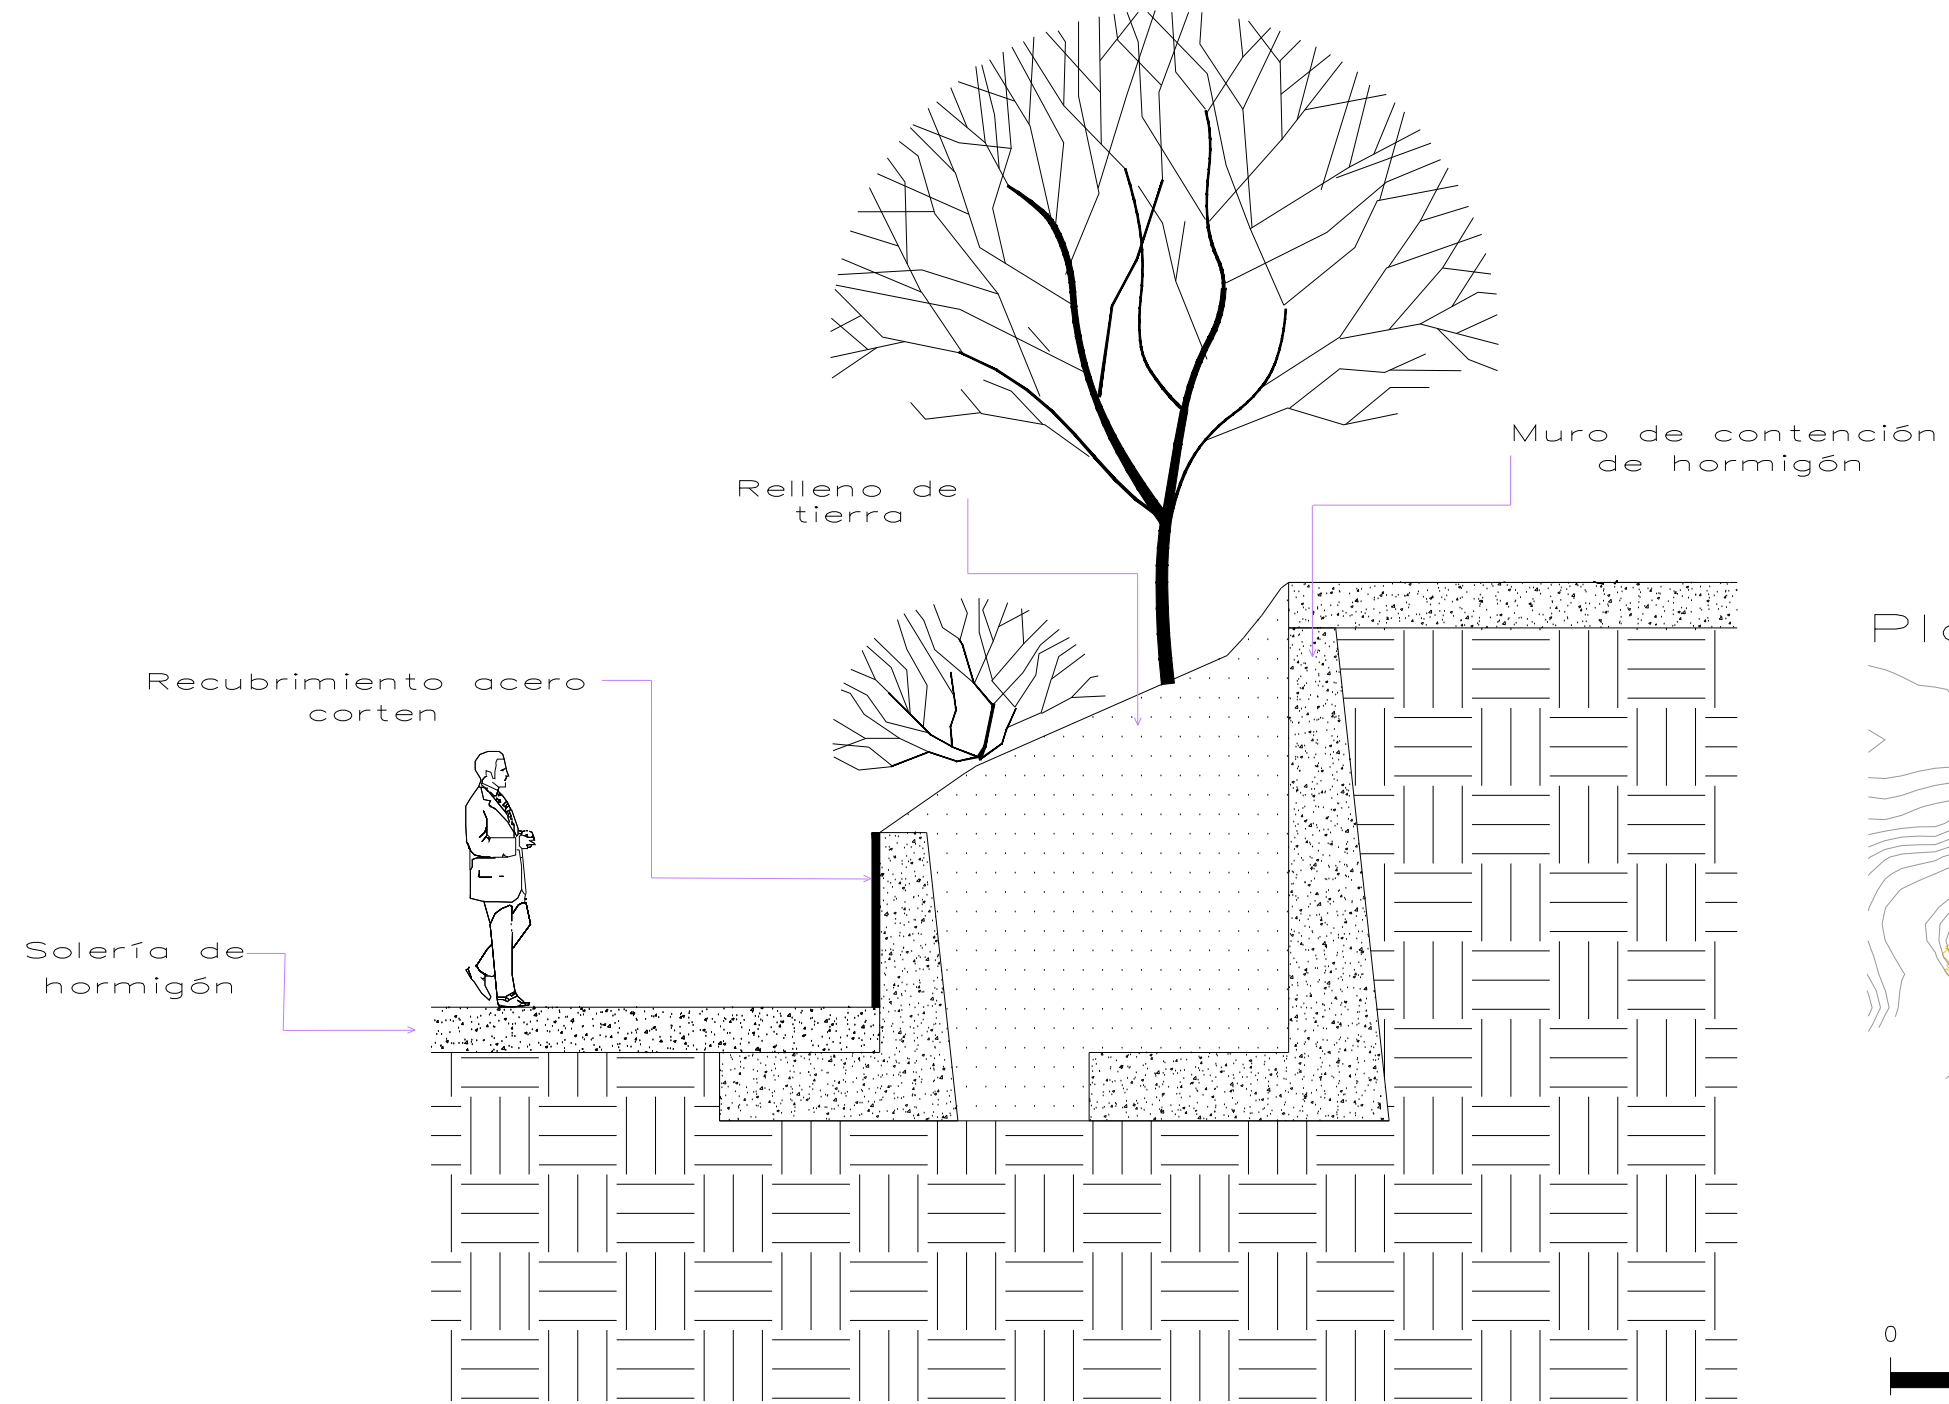 Muro de contención
de hormigón
Relleno de
tierra
Recubrimiento acero
corten
Solería de
hormigón
0